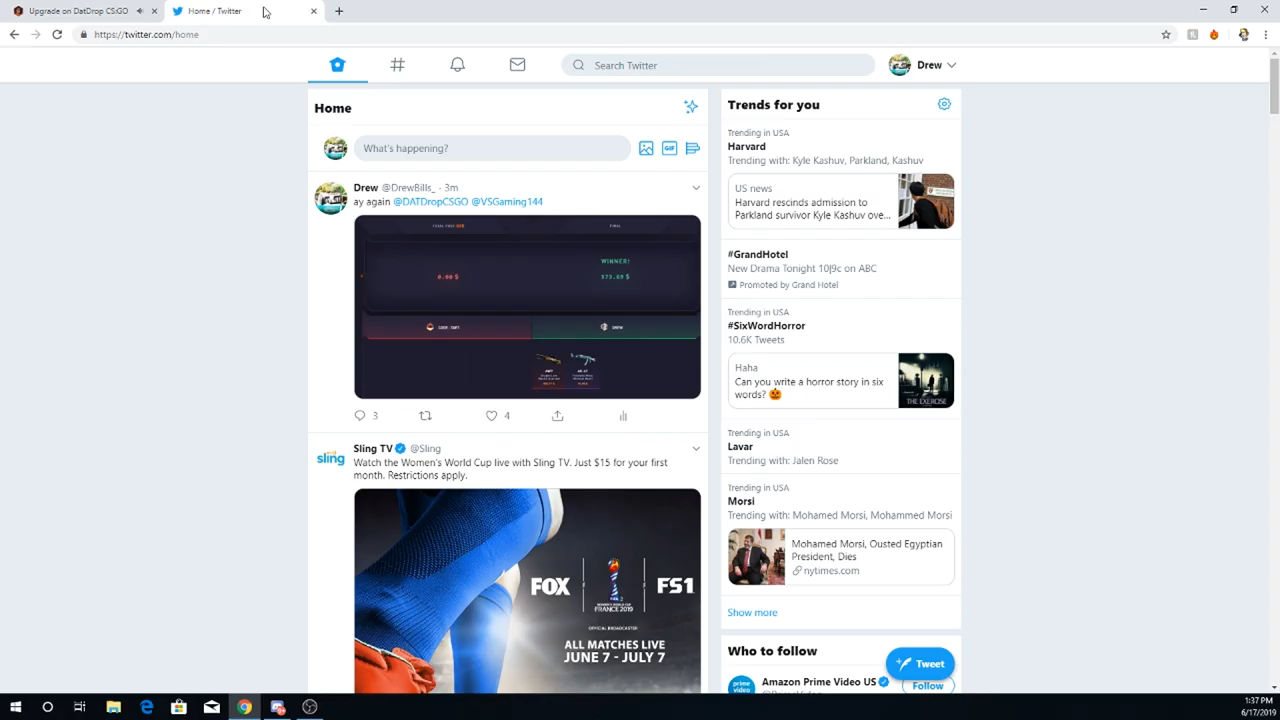 Upgrade on DatDrop CS:GO
Home / Twitter
https://twitter.com/home
Search Twitter
Drew
Home
What's happening?
GIF
Drew @DrewBills_ · 3m
ay again @DATDropCSGO @VSGaming144
FINAL
WINNER!
0.00 $
DREW
3
4
Sling TV @Sling
Watch the Women's World Cup live with Sling TV. Just $15 for your first
month. Restrictions apply.
sling
FOX
FS1
FRANCE 2019
OFFICIAL BROADCASTER
ALL MATCHES LIVE
JUNE 7 - JULY 7
Trends for you
Trending in USA
Harvard
Trending with: Kyle Kashuv, Parkland, Kashuv
US news
Harvard rescinds admission to
Parkland survivor Kyle Kashuv ove...
#GrandHotel
New Drama Tonight 10|9c on ABC
Promoted by Grand Hotel
Trending in USA
#SixWordHorror
10.6K Tweets
Haha
Can you write a horror story in six
words?
Trending in USA
Lavar
Trending with: Jalen Rose
Trending in USA
Morsi
Trending with: Mohamed Morsi, Mohammed Morsi
Mohamed Morsi, Ousted Egyptian
President, Dies
nytimes.com
Show more
Who to follow
Tweet
prime
video
Amazon Prime Video US
Follow
1:37 PM
6/17/2019